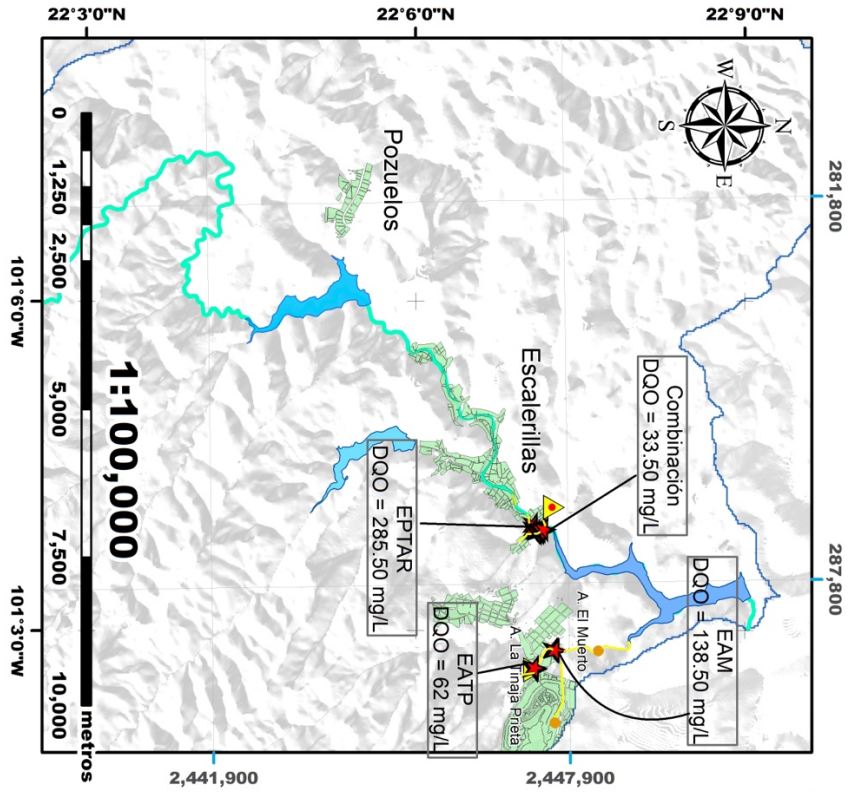 22°3'0"N
22°6'0"N
22°9'0"N
W
N
S
E
281,800
287,800
Pozuelos
Escalerillas
Combinación
DQO = 33.50 mg/L
EPTAR
DQO = 285.50 mg/L
EAM
DQO = 138.50 mg/L
EATP
DQO = 62 mg/L
A. El Muerto
A. La Tinaja Prieta
0
1,250
2,500
5,000
7,500
10,000
metros
1:100,000
101°6'0"W
101°3'0"W
2,441,900
2,447,900